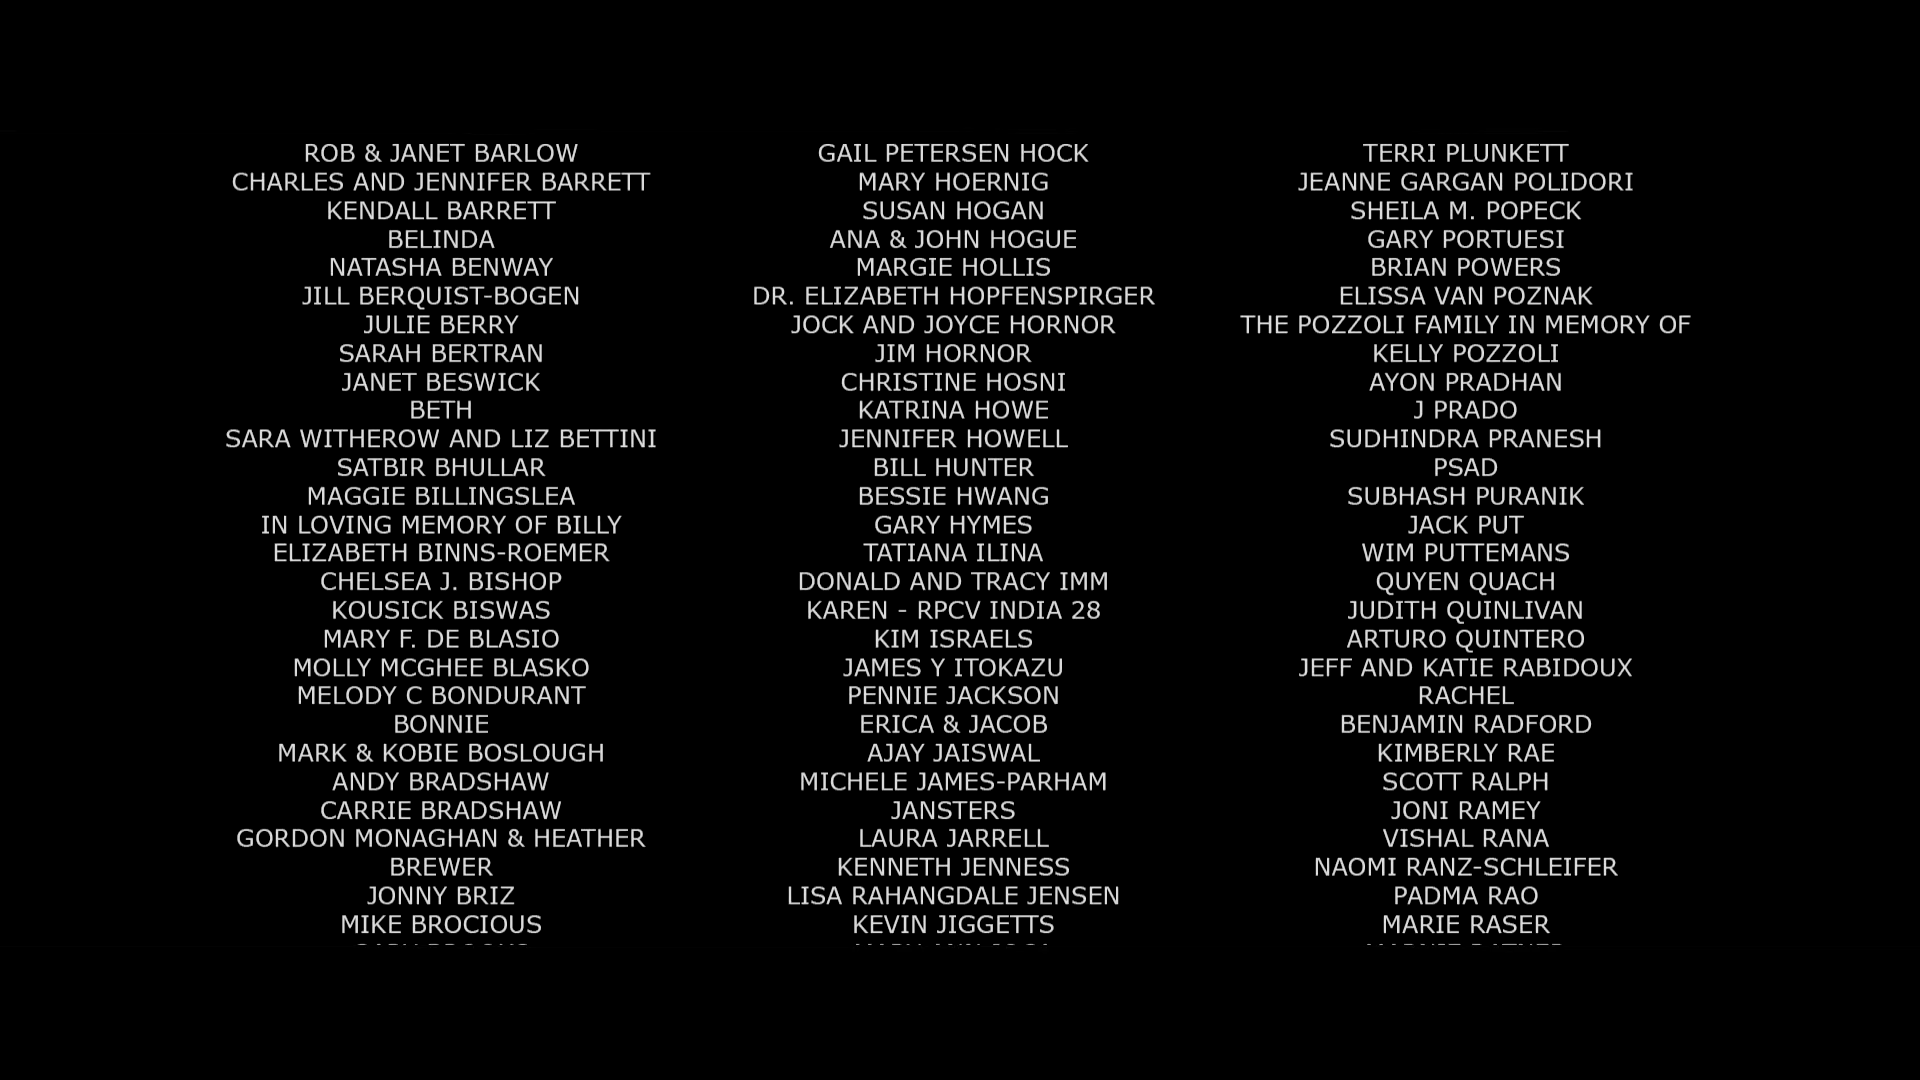 ROB & JANET BARLOW
CHARLES AND JENNIFER BARRETT
KENDALL BARRETT
BELINDA
NATASHA BENWAY
JILL BERQUIST-BOGEN
JULIE BERRY
SARAH BERTRAN
JANET BESWICK
BETH
SARA WITHEROW AND LIZ BETTINI
SATBIR BHULLAR
MAGGIE BILLINGSLEA
IN LOVING MEMORY OF BILLY
ELIZABETH BINNS-ROEMER
CHELSEA J. BISHOP
KOUSICK BISWAS
MARY F. DE BLASIO
MOLLY MCGHEE BLASKO
MELODY C BONDURANT
BONNIE
MARK & KOBIE BOSLOUGH
ANDY BRADSHAW
CARRIE BRADSHAW
GORDON MONAGHAN & HEATHER
BREWER
JONNY BRIZ
MIKE BROCIOUS
GAIL PETERSEN HOCK
MARY HOERNIG
SUSAN HOGAN
ANA & JOHN HOGUE
MARGIE HOLLIS
DR. ELIZABETH HOPFENSPIRGER
JOCK AND JOYCE HORNOR
JIM HORNOR
CHRISTINE HOSNI
KATRINA HOWE
JENNIFER HOWELL
BILL HUNTER
BESSIE HWANG
GARY HYMES
TATIANA ILINA
DONALD AND TRACY IMM
KAREN - RPCV INDIA 28
KIM ISRAELS
JAMES Y ITOKAZU
PENNIE JACKSON
ERICA & JACOB
AJAY JAISWAL
MICHELE JAMES-PARHAM
JANSTERS
LAURA JARRELL
KENNETH JENNESS
LISA RAHANGDALE JENSEN
KEVIN JIGGETTS
TERRI PLUNKETT
JEANNE GARGAN POLIDORI
SHEILA M. POPECK
GARY PORTUESI
BRIAN POWERS
ELISSA VAN POZNAK
THE POZZOLI FAMILY IN MEMORY OF
KELLY POZZOLI
AYON PRADHAN
J PRADO
SUDHINDRA PRANESH
PSAD
SUBHASH PURANIK
JACK PUT
WIM PUTTEMANS
QUYEN QUACH
JUDITH QUINLIVAN
ARTURO QUINTERO
JEFF AND KATIE RABIDOUX
RACHEL
BENJAMIN RADFORD
KIMBERLY RAE
SCOTT RALPH
JONI RAMEY
VISHAL RANA
NAOMI RANZ-SCHLEIFER
PADMA RAO
MARIE RASER